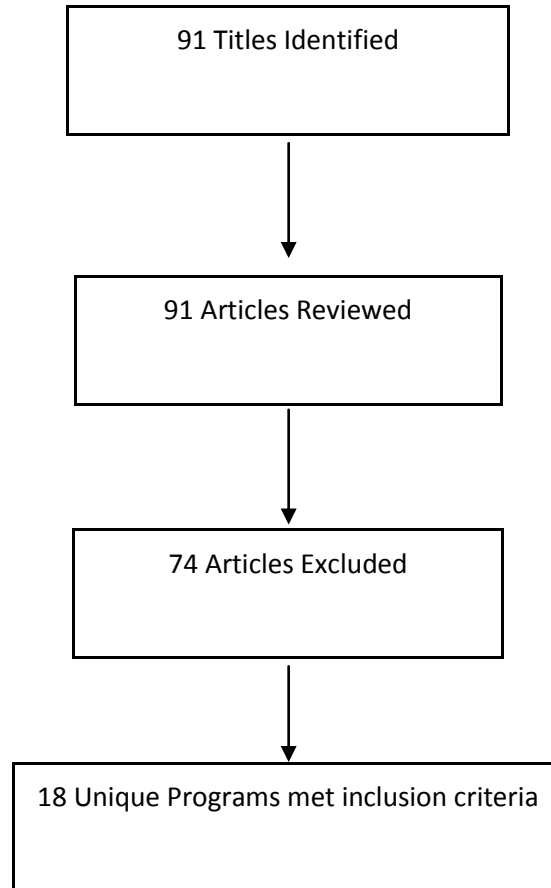 91 Titles Identified
91 Articles Reviewed
74 Articles Excluded
18 Unique Programs met inclusion criteria